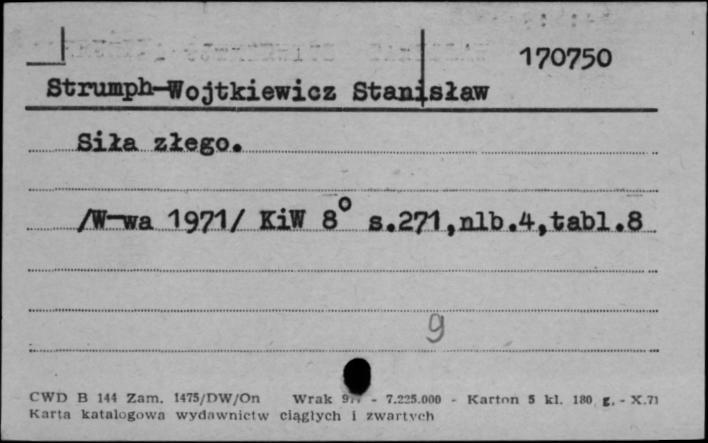 170750
Strumph-Wojtkiewicz Stanisław
Siła złego.
/W-wa 1971/ KiW 8° s.271,nlb.4,tabl.8
9
CWD B 144 Zam. 1475/DW/On Wrak - 7.225.000 - Karton 5 kl. 180 g. - X.71
Karta katalogowa wydawnictw ciągłych i zwartych